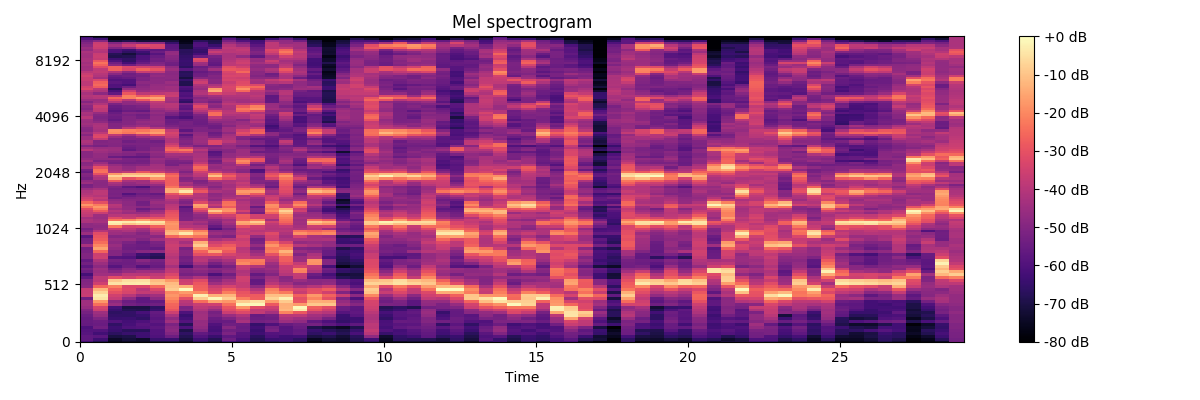 Mel spectrogram
8192
4096
2048
1024
512
0
Hz
0 5 10 15 20 25
Time
+0 dB
-10 dB
-20 dB
-30 dB
-40 dB
-50 dB
-60 dB
-70 dB
-80 dB